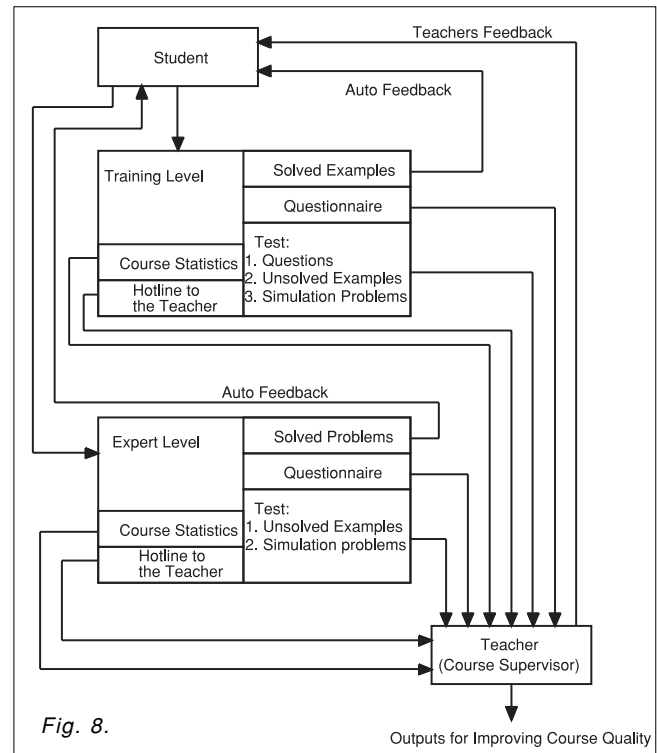 Teachers Feedback
Student
Auto Feedback
Training Level
Solved Examples
Questionnaire
Test:
1. Questions
2. Unsolved Examples
3. Simulation Problems
Course Statistics
Hotline to
the Teacher
Auto Feedback
Expert Level
Solved Problems
Questionnaire
Test:
1. Unsolved Examples
2. Simulation problems
Course Statistics
Hotline to
the Teacher
Teacher
(Course Supervisor)
Fig. 8.
Outputs for Improving Course Quality